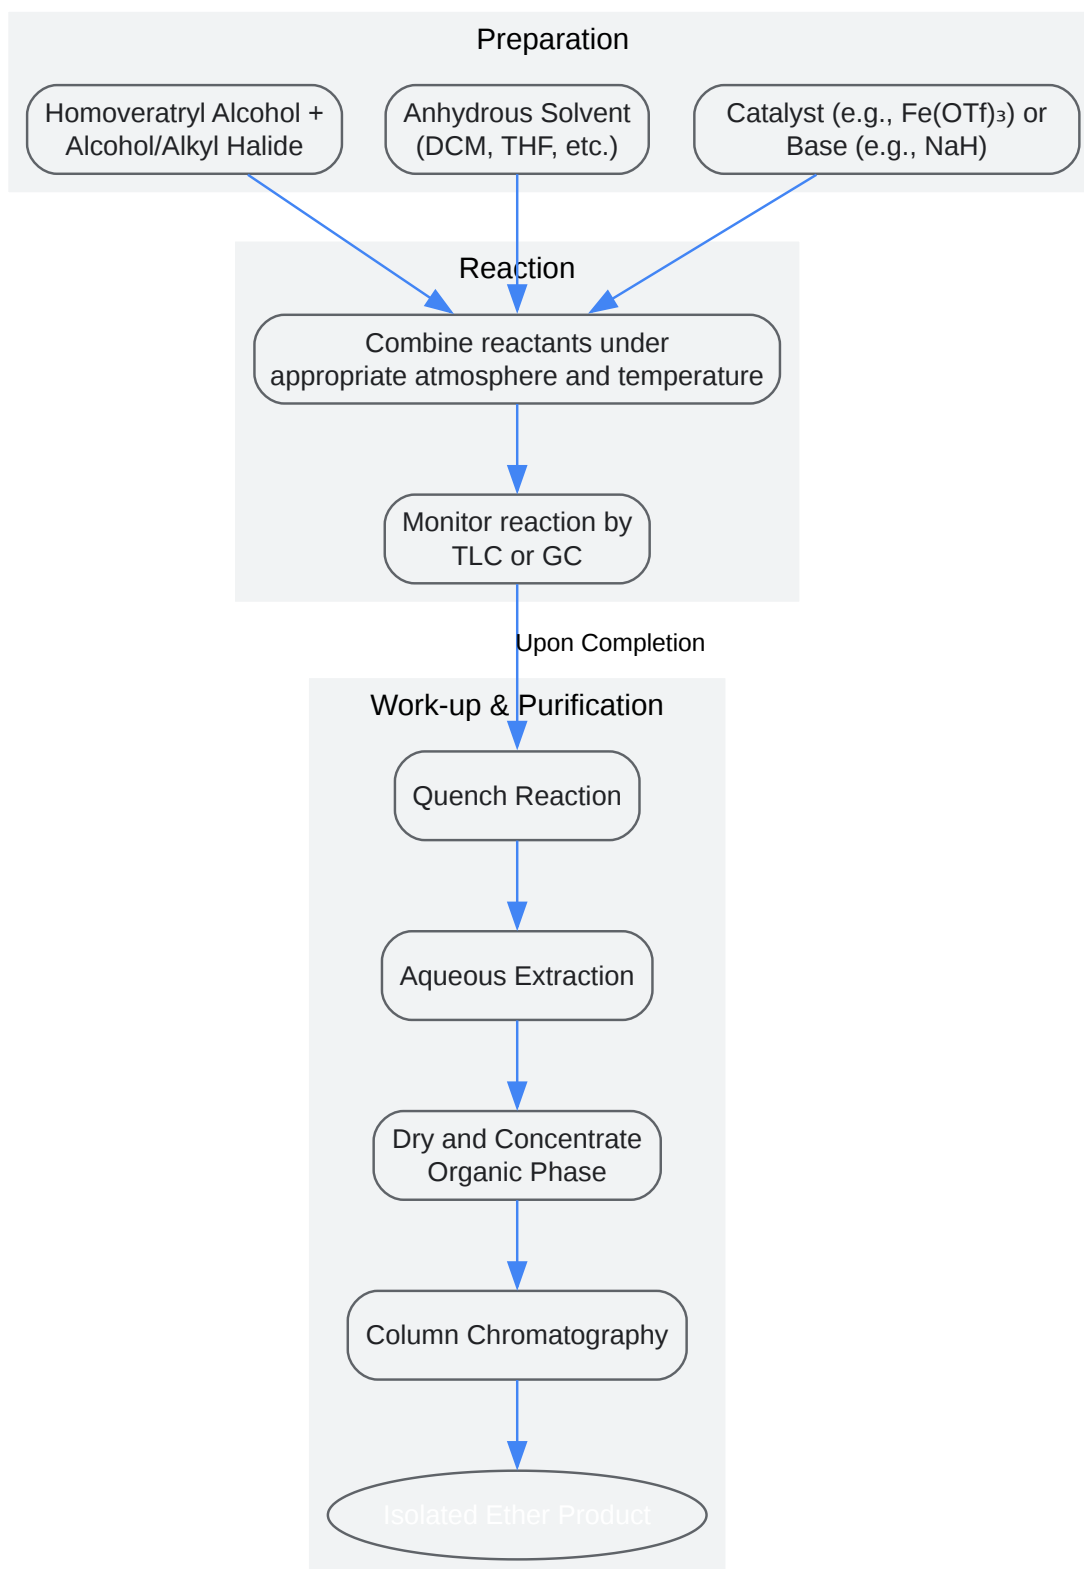 Preparation
Homoveratryl Alcohol +
Alcohol/Alkyl Halide
Anhydrous Solvent
(DCM, THF, etc.)
Catalyst (e.g., Fe(OTf)₃) or
Base (e.g., NaH)
Reaction
Combine reactants under
appropriate atmosphere and temperature
Monitor reaction by
TLC or GC
Upon Completion
Work-up & Purification
Quench Reaction
Aqueous Extraction
Dry and Concentrate
Organic Phase
Column Chromatography
Isolated Ether Product